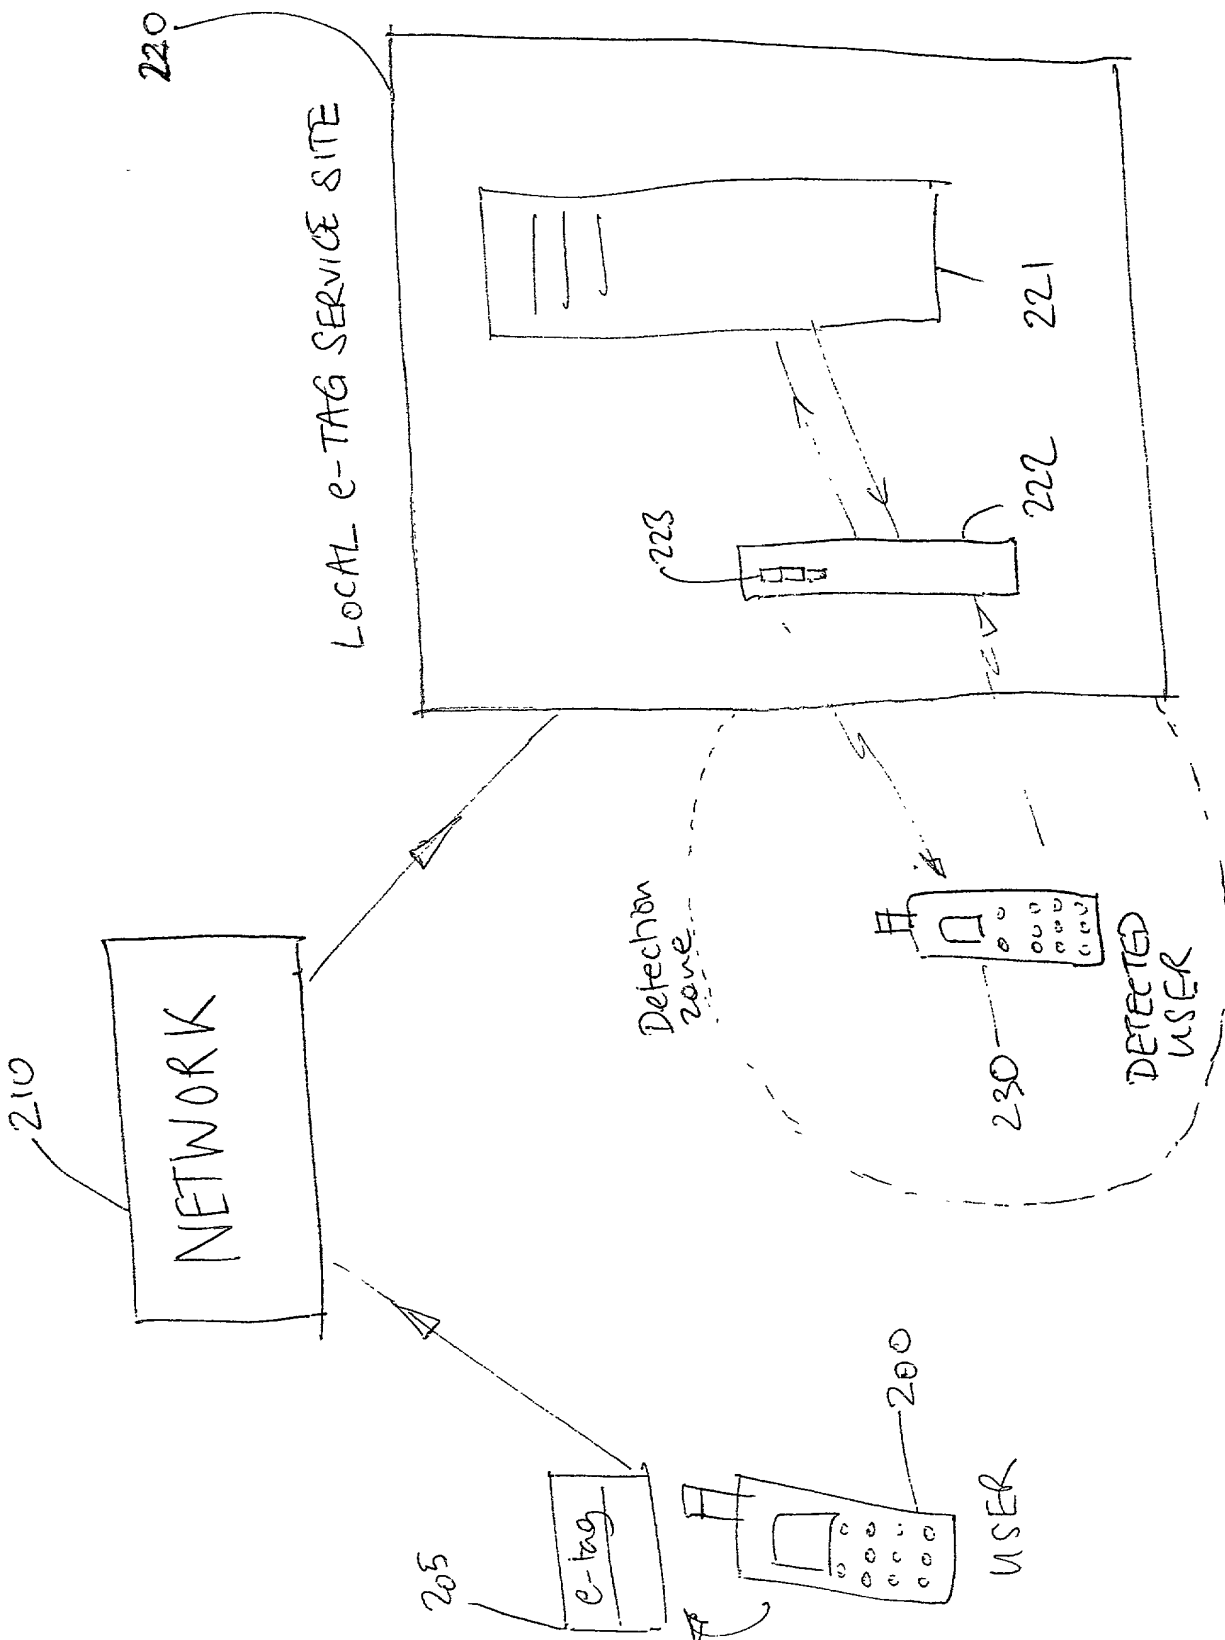 220
LOCAL e-TAG SERVICE SITE
210
NETWORK
223
222
221
Detection
zone
205
e-tag
200
USER
230
DETECTED
USER